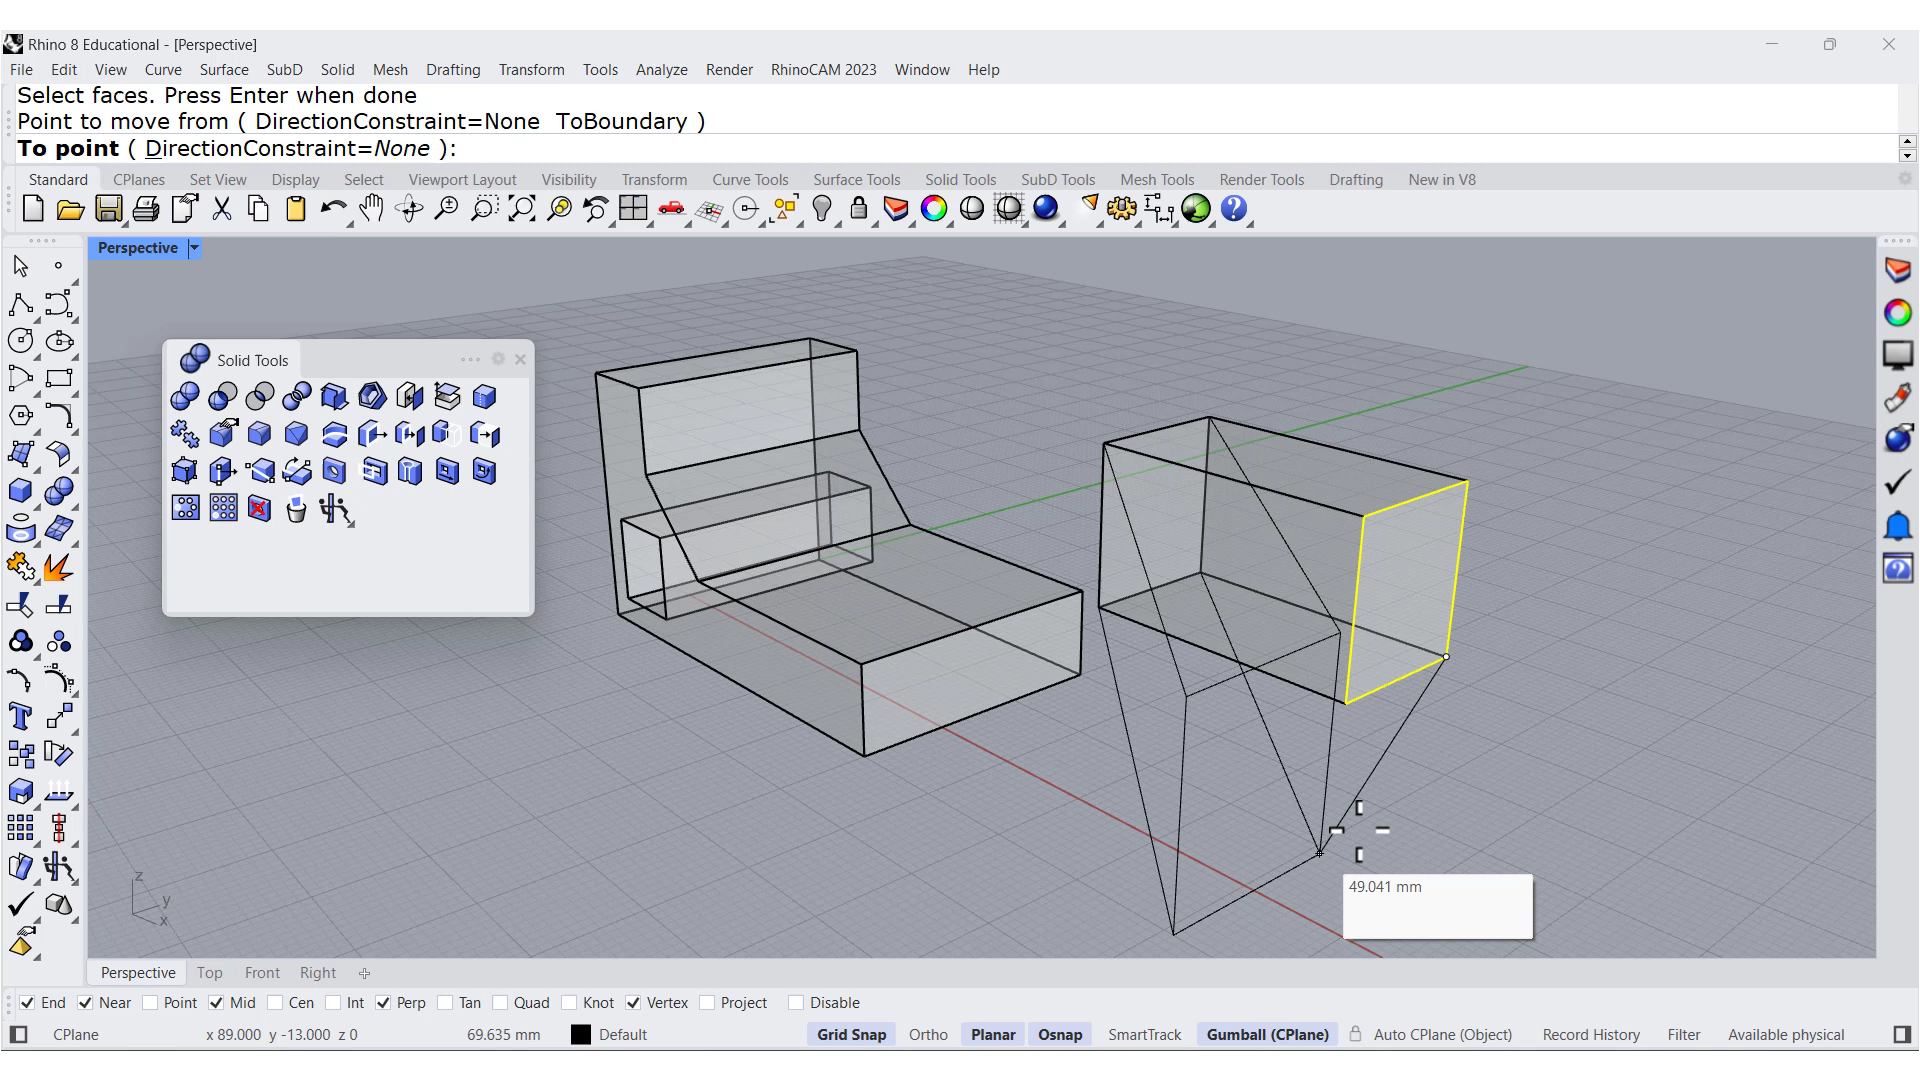 Rhino 8 Educational - [Perspective]
File Edit View Curve Surface SubD Solid Mesh Drafting Transform Tools Analyze Render RhinoCAM 2023 Window Help
Select faces. Press Enter when done
Point to move from ( DirectionConstraint=None ToBoundary )
To point ( DirectionConstraint=None ):
Standard CPlanes Set View Display Select Viewport Layout Visibility Transform Curve Tools Surface Tools Solid Tools SubD Tools Mesh Tools Render Tools Drafting New in V8
Perspective
Solid Tools
z
y
x
49.041 mm
Perspective Top Front Right
End Near Point Mid Cen Int Perp Tan Quad Knot Vertex Project Disable
CPlane x 89.000 y -13.000 z 0 69.635 mm Default Grid Snap Ortho Planar Osnap SmartTrack Gumball (CPlane) Auto CPlane (Object) Record History Filter Available physical